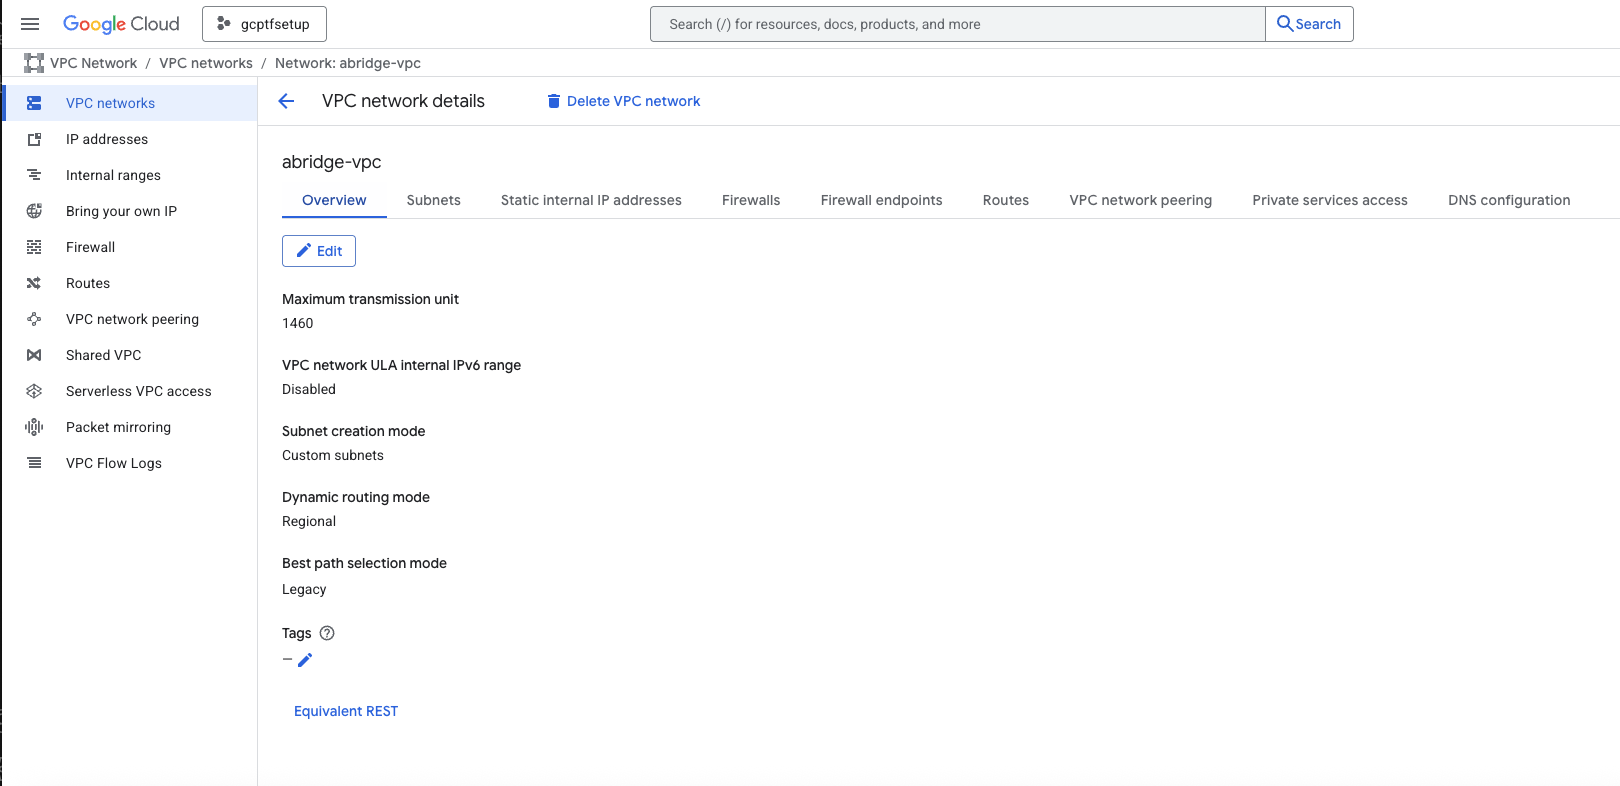 Google Cloud
gcptfsetup
Search (/) for resources, docs, products, and more
Search
VPC Network / VPC networks / Network: abridge-vpc
VPC networks
IP addresses
Internal ranges
Bring your own IP
Firewall
Routes
VPC network peering
Shared VPC
Serverless VPC access
Packet mirroring
VPC Flow Logs
VPC network details
Delete VPC network
abridge-vpc
Overview Subnets Static internal IP addresses Firewalls Firewall endpoints Routes VPC network peering Private services access DNS configuration
Edit
Maximum transmission unit
1460
VPC network ULA internal IPv6 range
Disabled
Subnet creation mode
Custom subnets
Dynamic routing mode
Regional
Best path selection mode
Legacy
Tags
—
Equivalent REST